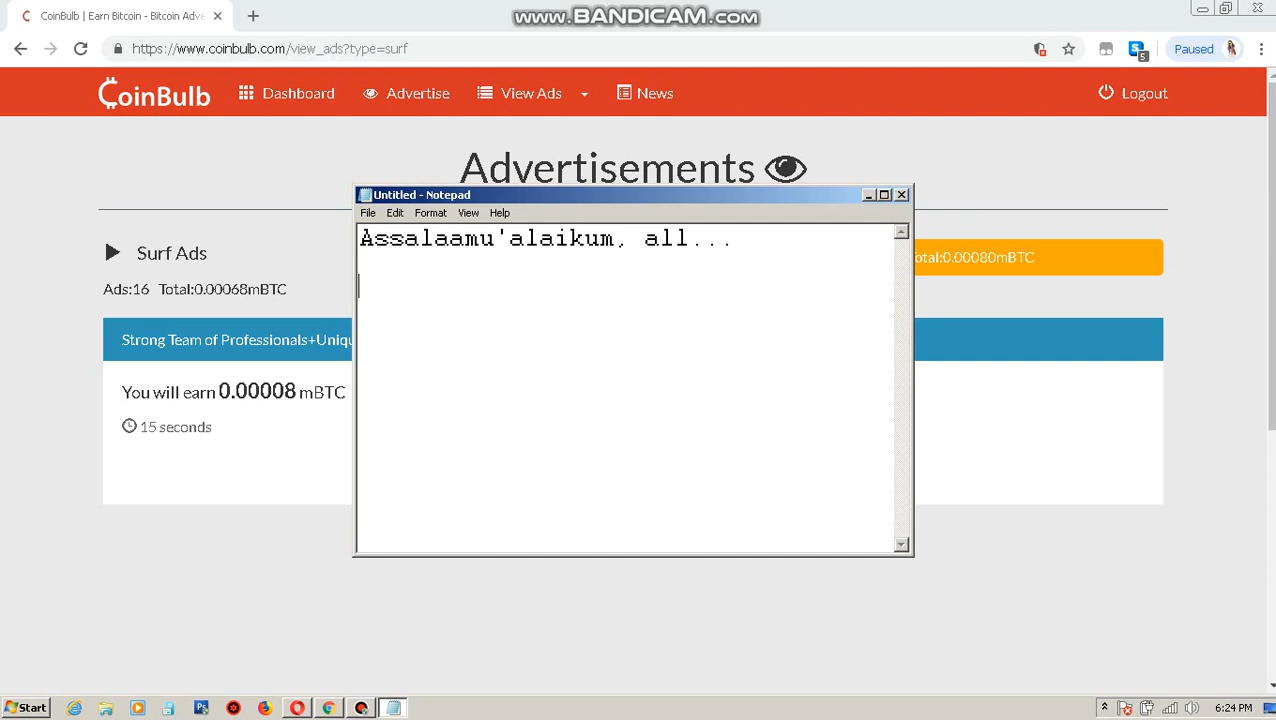 CoinBulb | Earn Bitcoin - Bitcoin Adve
www.BANDICAM.com
https://www.coinbulb.com/view_ads?type=surf
5
Paused
CoinBulb
Dashboard
Advertise
View Ads
News
Logout
Advertisements
Untitled - Notepad
File Edit Format View Help
Assalaamu'alaikum, all...
Surf Ads
Ads:16 Total:0.00068mBTC
otal:0.00080mBTC
Strong Team of Professionals+Uniqu
You will earn 0.00008 mBTC
15 seconds
Start
6:24 PM